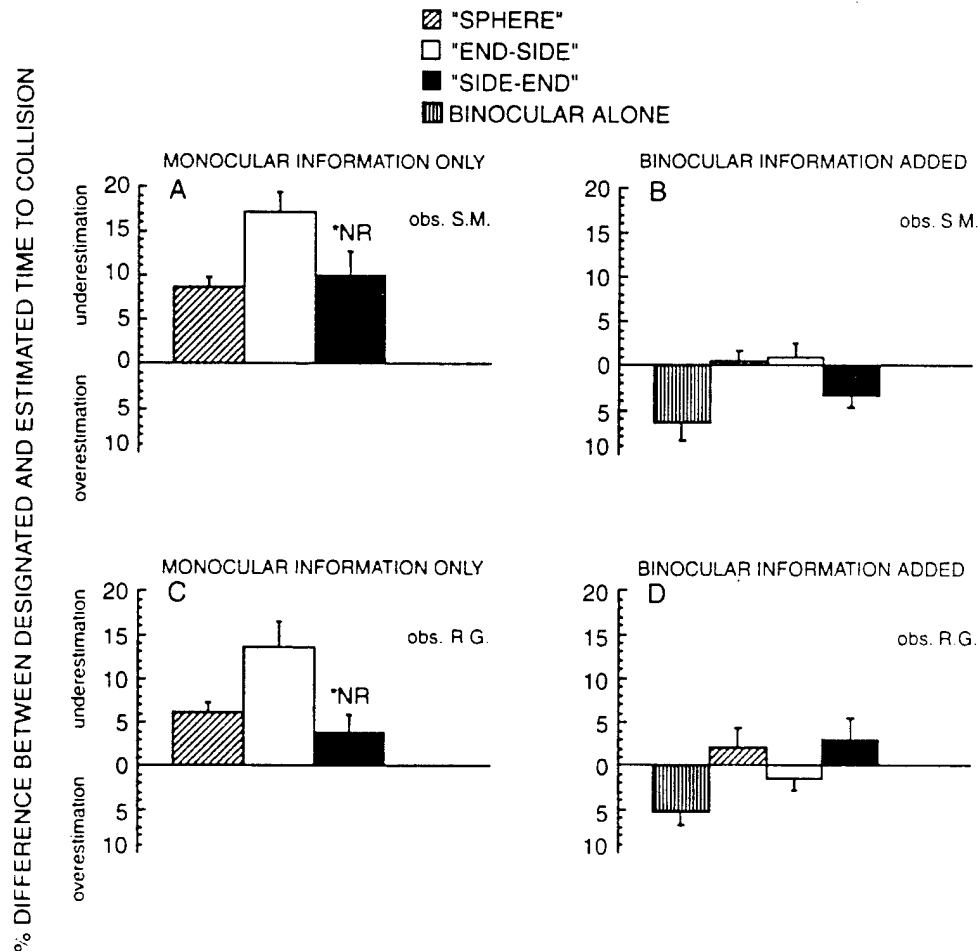 "SPHERE"
"END-SIDE"
"SIDE-END"
BINOCULAR ALONE
% DIFFERENCE BETWEEN DESIGNATED AND ESTIMATED TIME TO COLLISION
MONOCULAR INFORMATION ONLY
A
obs. S.M.
*NR
underestimation
overestimation
20
15
10
5
0
5
10
BINOCULAR INFORMATION ADDED
B
obs. S M.
20
15
10
5
0
5
10
MONOCULAR INFORMATION ONLY
C
obs. R G.
*NR
underestimation
overestimation
20
15
10
5
0
5
10
BINOCULAR INFORMATION ADDED
D
obs. R.G.
20
15
10
5
0
5
10